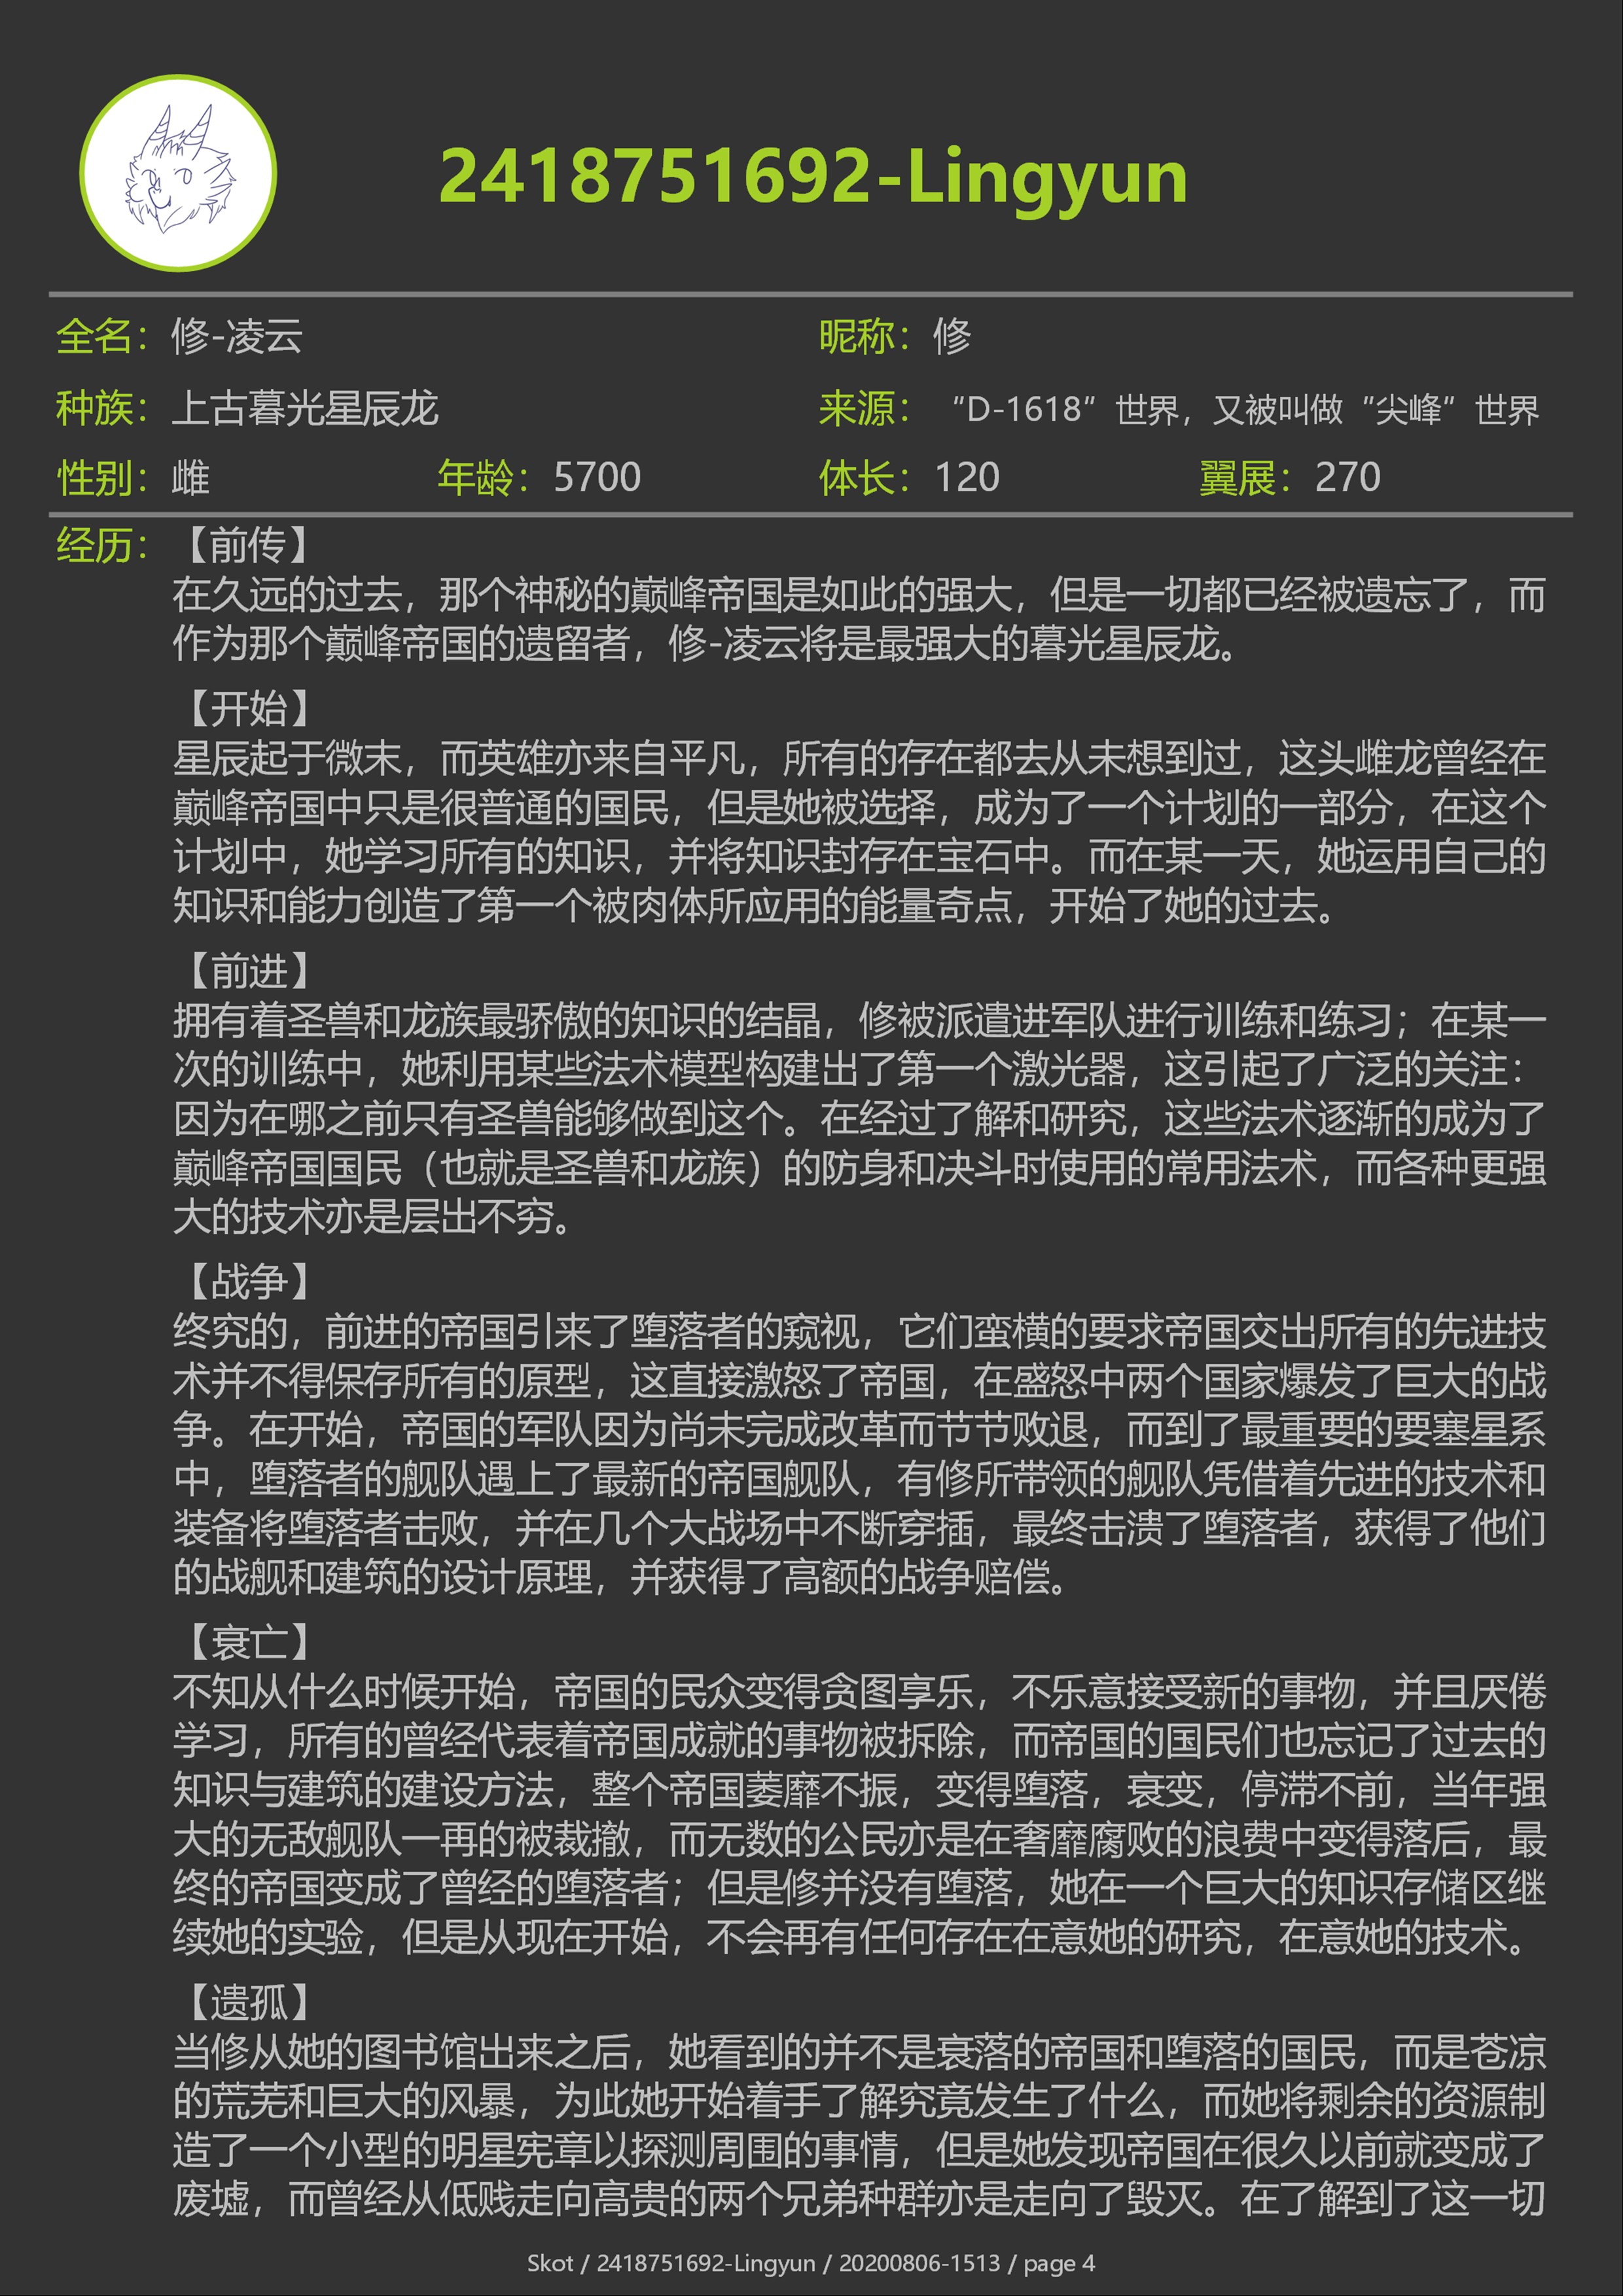 2418751692-Lingyun
全名：修-凌云 昵称：修
种族：上古暮光星辰龙 来源：“D-1618”世界，又被叫做“尖峰”世界
性别：雌 年龄：5700 体长：120 翼展：270
经历：【前传】
在久远的过去，那个神秘的巅峰帝国是如此的强大，但是一切都已经被遗忘了，而
作为那个巅峰帝国的遗留者，修-凌云将是最强大的暮光星辰龙。
【开始】
星辰起于微末，而英雄亦来自平凡，所有的存在都去从未想到过，这头雌龙曾经在
巅峰帝国中只是很普通的国民，但是她被选择，成为了一个计划的一部分，在这个
计划中，她学习所有的知识，并将知识封存在宝石中。而在某一天，她运用自己的
知识和能力创造了第一个被肉体所应用的能量奇点，开始了她的过去。
【前进】
拥有着圣兽和龙族最骄傲的知识的结晶，修被派遣进军队进行训练和练习；在某一
次的训练中，她利用某些法术模型构建出了第一个激光器，这引起了广泛的关注：
因为在哪之前只有圣兽能够做到这个。在经过了解和研究，这些法术逐渐的成为了
巅峰帝国国民（也就是圣兽和龙族）的防身和决斗时使用的常用法术，而各种更强
大的技术亦是层出不穷。
【战争】
终究的，前进的帝国引来了堕落者的窥视，它们蛮横的要求帝国交出所有的先进技
术并不得保存所有的原型，这直接激怒了帝国，在盛怒中两个国家爆发了巨大的战
争。在开始，帝国的军队因为尚未完成改革而节节败退，而到了最重要的要塞星系
中，堕落者的舰队遇上了最新的帝国舰队，有修所带领的舰队凭借着先进的技术和
装备将堕落者击败，并在几个大战场中不断穿插，最终击溃了堕落者，获得了他们
的战舰和建筑的设计原理，并获得了高额的战争赔偿。
【衰亡】
不知从什么时候开始，帝国的民众变得贪图享乐，不乐意接受新的事物，并且厌倦
学习，所有的曾经代表着帝国成就的事物被拆除，而帝国的国民们也忘记了过去的
知识与建筑的建设方法，整个帝国萎靡不振，变得堕落，衰变，停滞不前，当年强
大的无敌舰队一再的被裁撤，而无数的公民亦是在奢靡腐败的浪费中变得落后，最
终的帝国变成了曾经的堕落者；但是修并没有堕落，她在一个巨大的知识存储区继
续她的实验，但是从现在开始，不会再有任何存在在意她的研究，在意她的技术。
【遗孤】
当修从她的图书馆出来之后，她看到的并不是衰落的帝国和堕落的国民，而是苍凉
的荒芜和巨大的风暴，为此她开始着手了解究竟发生了什么，而她将剩余的资源制
造了一个小型的明星宪章以探测周围的事情，但是她发现帝国在很久以前就变成了
废墟，而曾经从低贱走向高贵的两个兄弟种群亦是走向了毁灭。在了解到了这一切
Skot / 2418751692-Lingyun / 20200806-1513 / page 4